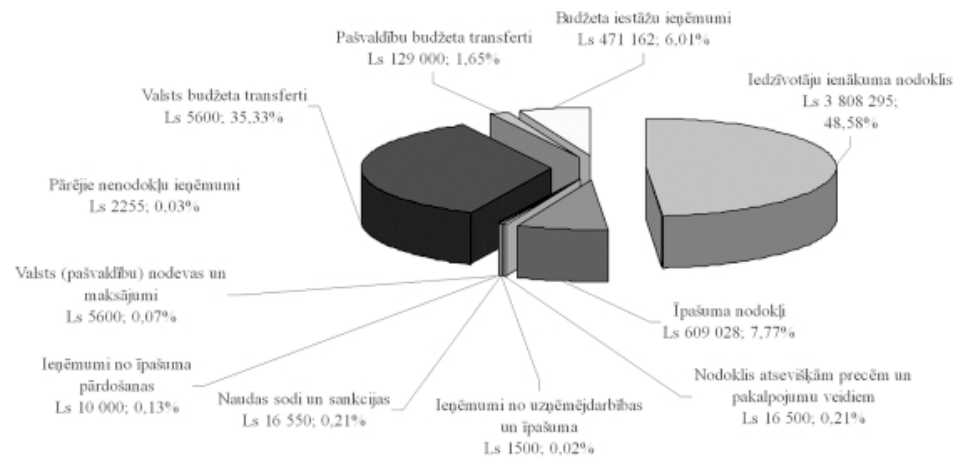 Budžeta iestāžu ieņēmumi
Ls 471 162; 6,01%
Pašvaldību budžeta transferti
Ls 129 000; 1,65%
Iedzīvotāju ienākuma nodoklis
Ls 3 808 295;
48,58%
Valsts budžeta transferti
Ls 5600; 35,33%
Pārējie nenodokļu ieņēmumi
Ls 2255; 0,03%
Valsts (pašvaldību) nodevas un
maksājumi
Ls 5600; 0,07%
Īpašuma nodokļi
Ls 609 028; 7,77%
Ieņēmumi no īpašuma
pārdošanas
Ls 10 000; 0,13%
Naudas sodi un sankcijas
Ls 16 550; 0,21%
Ieņēmumi no uzņēmējdarbības
un īpašuma
Ls 1500; 0,02%
Nodoklis atsevišķām precēm un
pakalpojumu veidiem
Ls 16 500; 0,21%